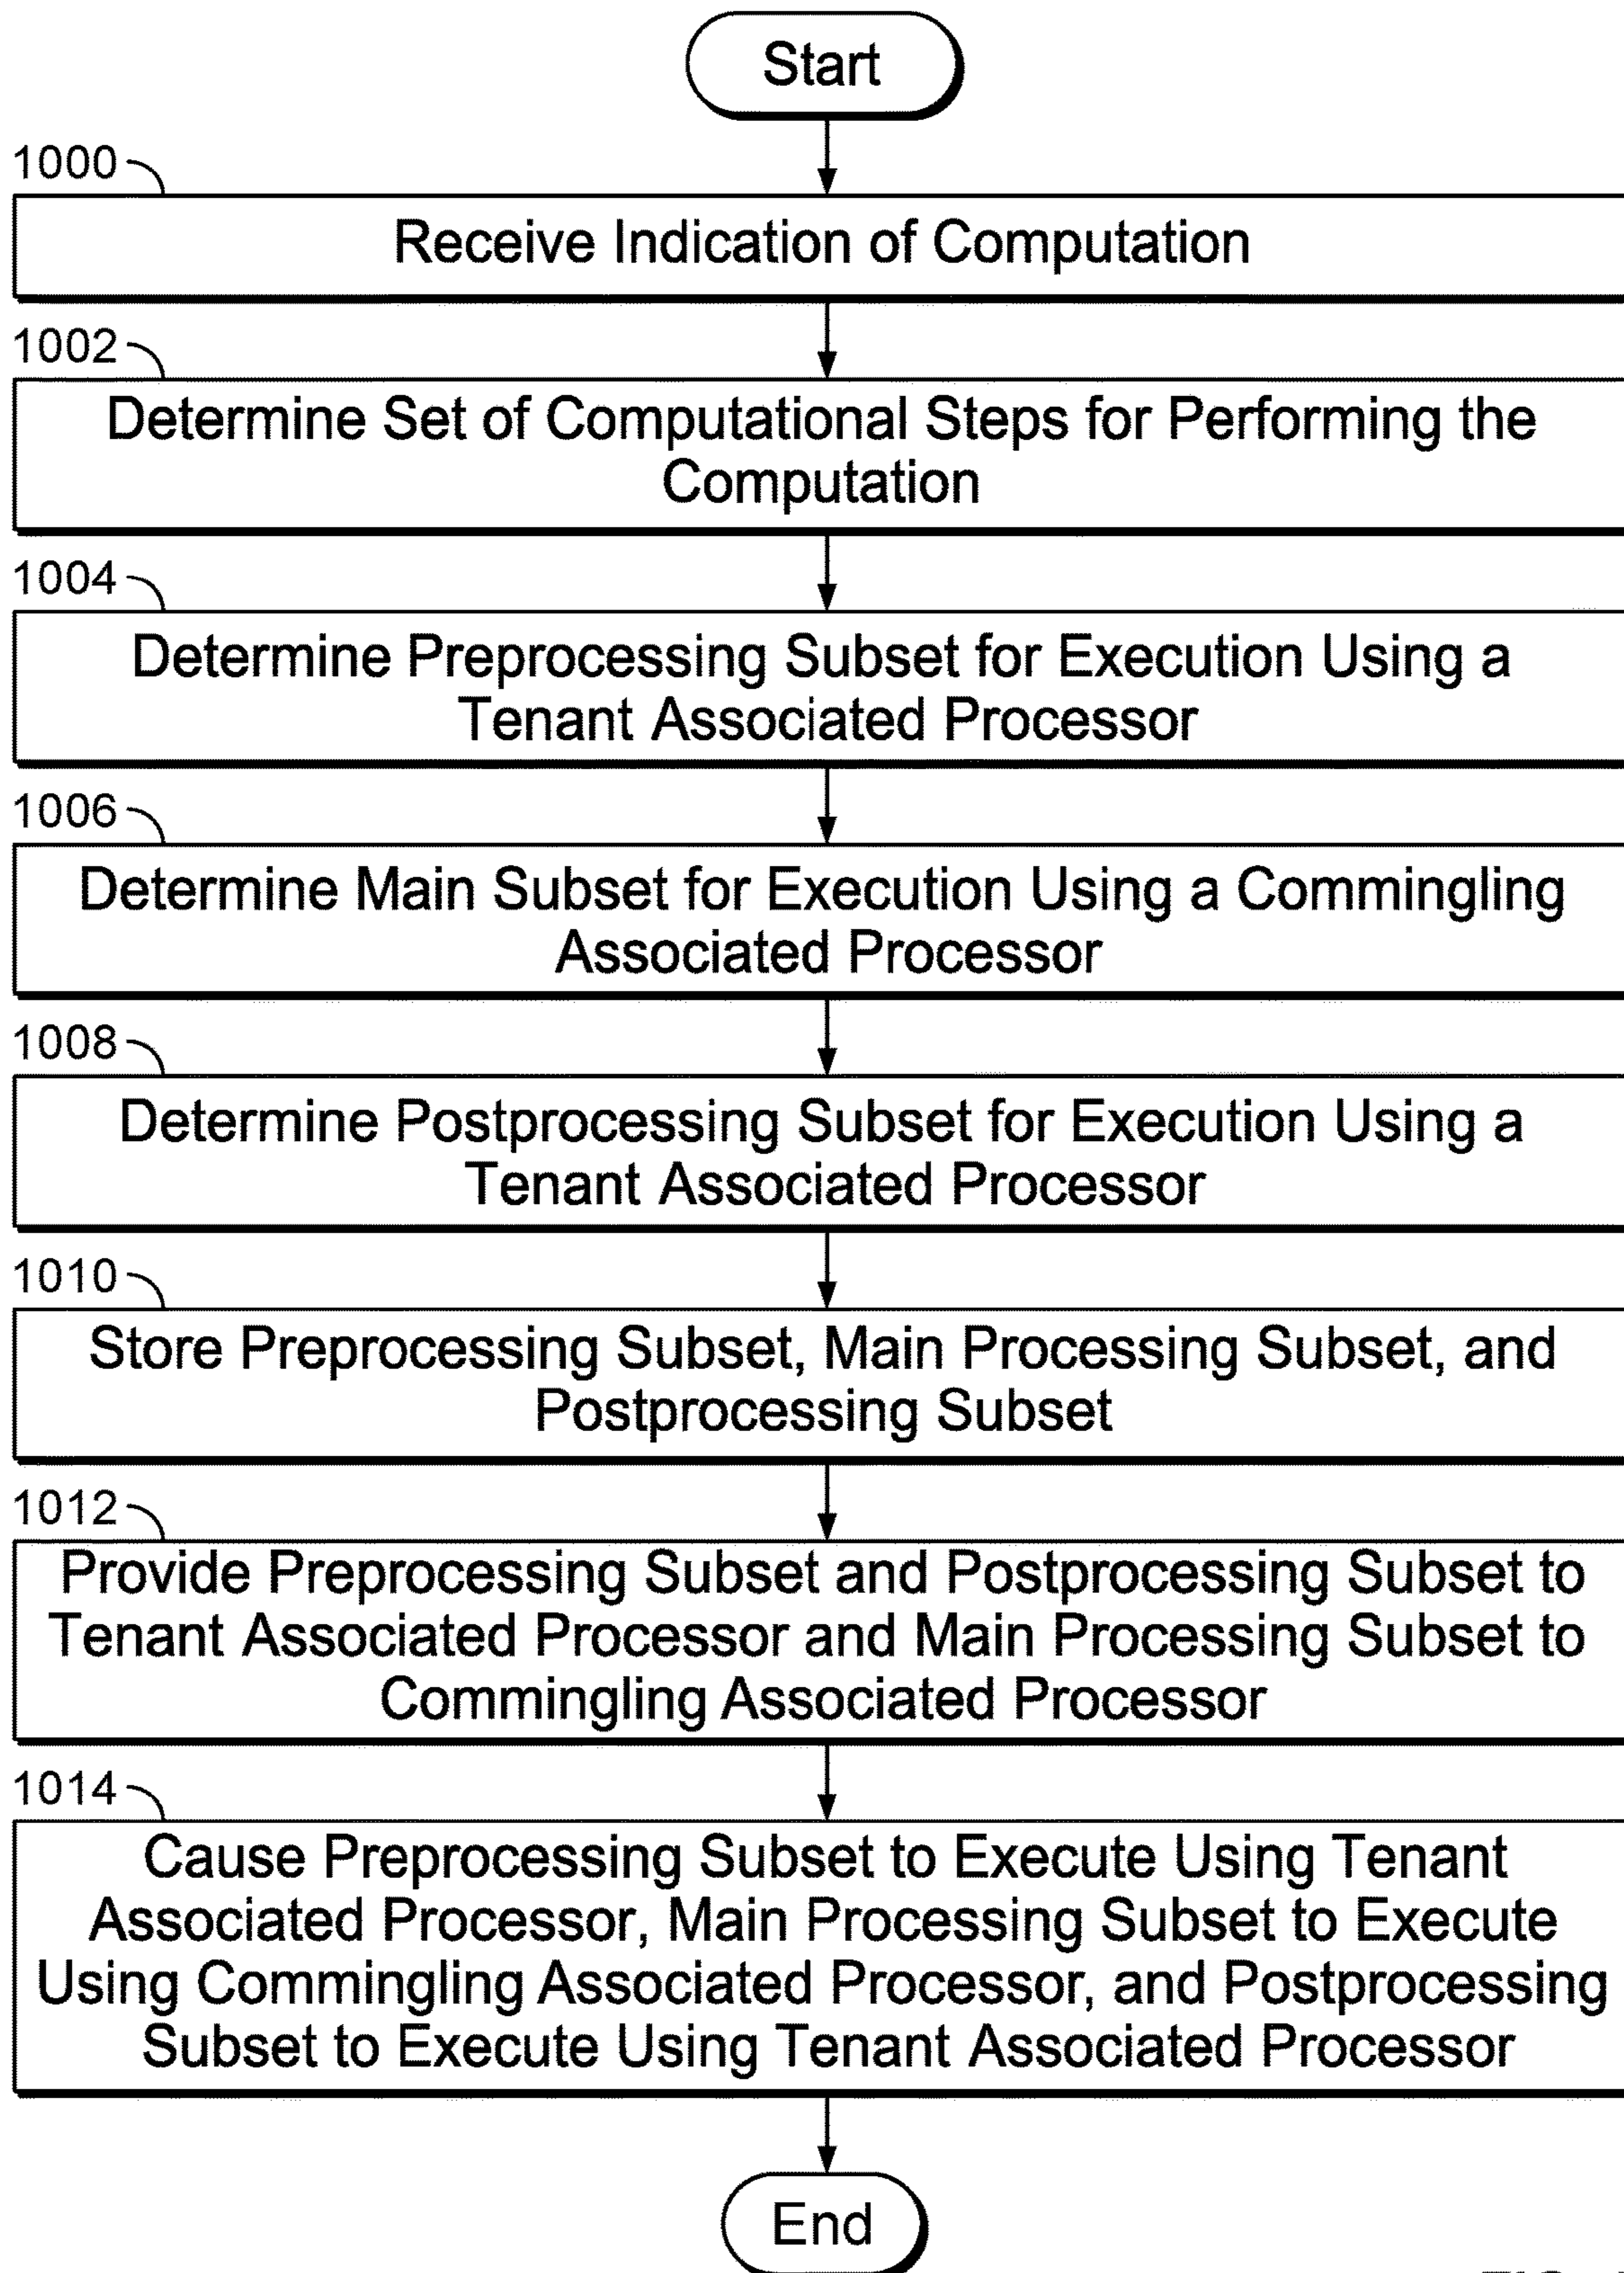 Start
1000
Receive Indication of Computation
1002
Determine Set of Computational Steps for Performing the
Computation
1004
Determine Preprocessing Subset for Execution Using a
Tenant Associated Processor
1006
Determine Main Subset for Execution Using a Commingling
Associated Processor
1008
Determine Postprocessing Subset for Execution Using a
Tenant Associated Processor
1010
Store Preprocessing Subset, Main Processing Subset, and
Postprocessing Subset
1012
Provide Preprocessing Subset and Postprocessing Subset to
Tenant Associated Processor and Main Processing Subset to
Commingling Associated Processor
1014
Cause Preprocessing Subset to Execute Using Tenant
Associated Processor, Main Processing Subset to Execute
Using Commingling Associated Processor, and Postprocessing
Subset to Execute Using Tenant Associated Processor
End